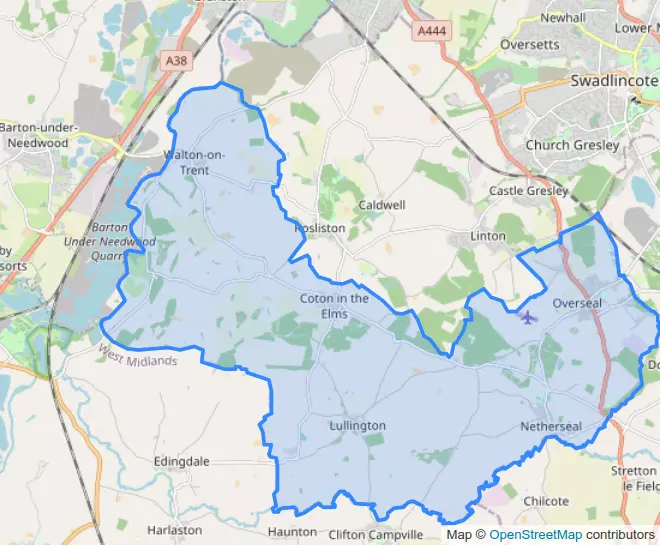 Newhall
Lower
A444
Oversetts
A38
Swadlincote
Barton-under-
Needwood
Church Gresley
Walton-on-
Trent
Castle Gresley
Caldwell
Barton
Under Needwood
Quarry
Rosliston
Linton
by
sorts
Coton in the
Elms
Overseal
West Midlands
Lullington
Netherseal
Edingdale
Stretton
le Field
Chilcote
Harlaston
Haunton
Clifton Campville
Map © OpenStreetMap contributors